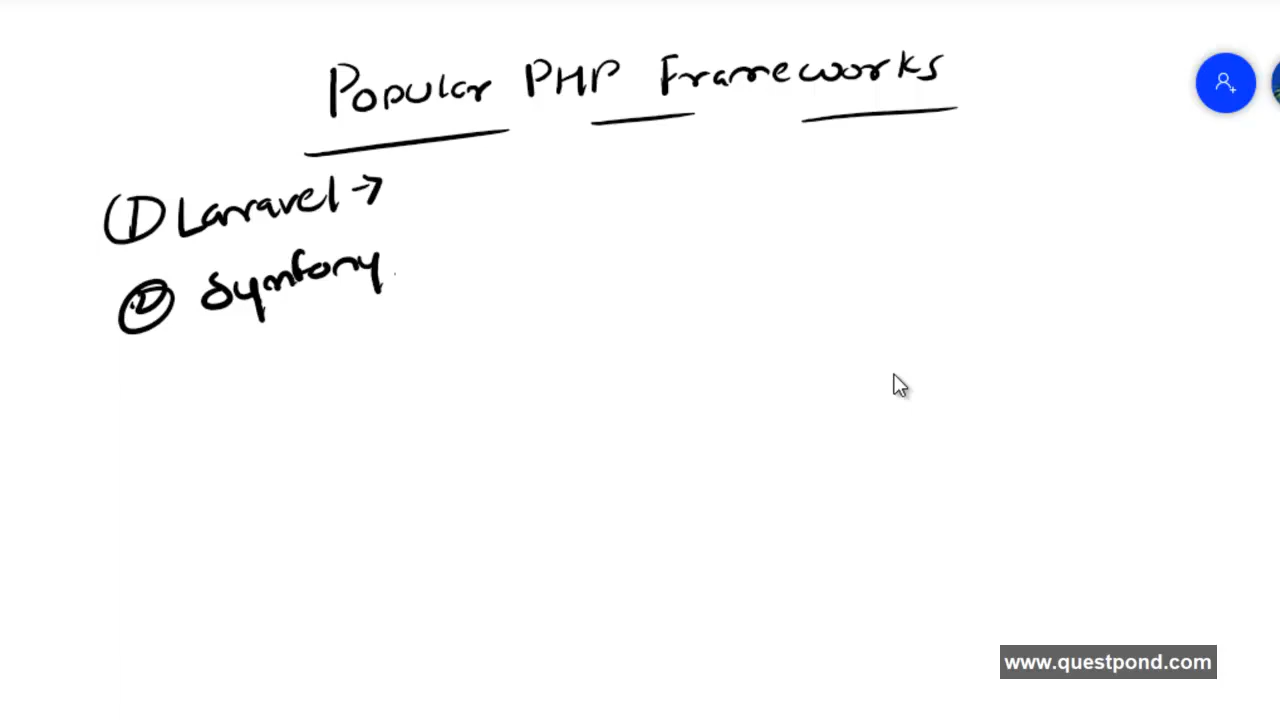 Popular PHP Frameworks
① Laravel →
② Symfony
www.questpond.com